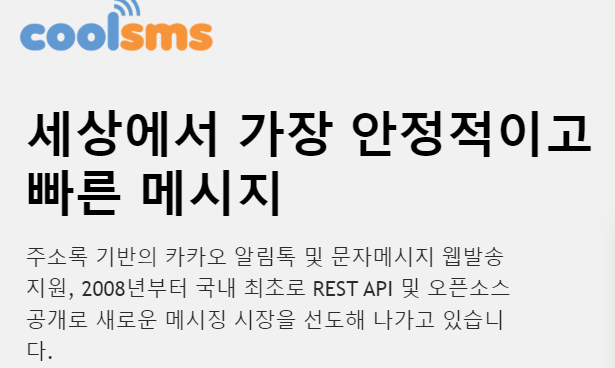 coolsms
세상에서 가장 안정적이고
빠른 메시지
주소록 기반의 카카오 알림톡 및 문자메시지 웹발송
지원, 2008년부터 국내 최초로 REST API 및 오픈소스
공개로 새로운 메시징 시장을 선도해 나가고 있습니
다.